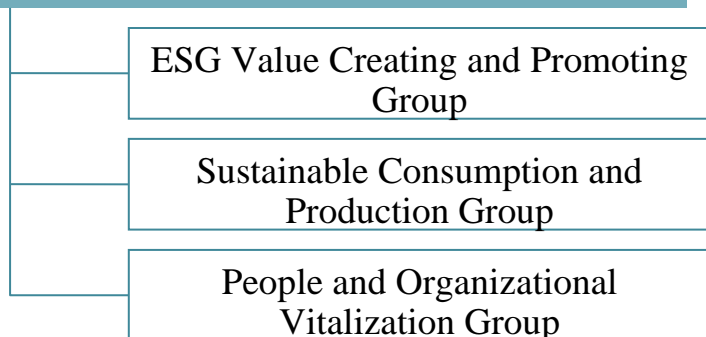 ESG Value Creating and Promoting
Group
Sustainable Consumption and
Production Group
People and Organizational
Vitalization Group